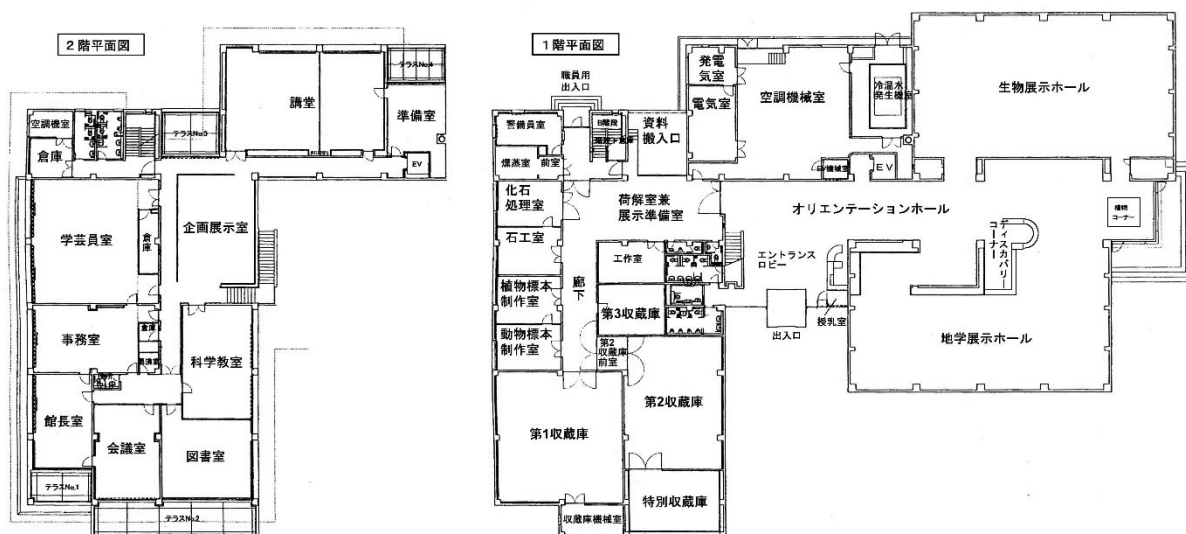 2階平面図
テラスNo.4
講堂
準備室
空調機室
テラスNo.3
倉庫
EV
学芸員室
倉庫
企画展示室
事務室
倉庫
科学教室
館長室
会議室
図書室
テラスNo.1
テラスNo.2
1階平面図
職員用
出入口
発電
気室
電気室
空調機械室
冷温水
発生機室
生物展示ホール
警備員室
B階段
資料
搬入口
燻蒸室
前室
EV機械室
EV
化石
処理室
荷解室兼
展示準備室
オリエンテーションホール
植物
コーナー
石工室
工作室
エントランス
ロビー
ディスカバリー
コーナー
廊下
植物標本
制作室
第3収蔵庫
出入口
授乳室
動物標本
制作室
第2
収蔵庫
前室
地学展示ホール
第1収蔵庫
第2収蔵庫
特別収蔵庫
収蔵庫機械室